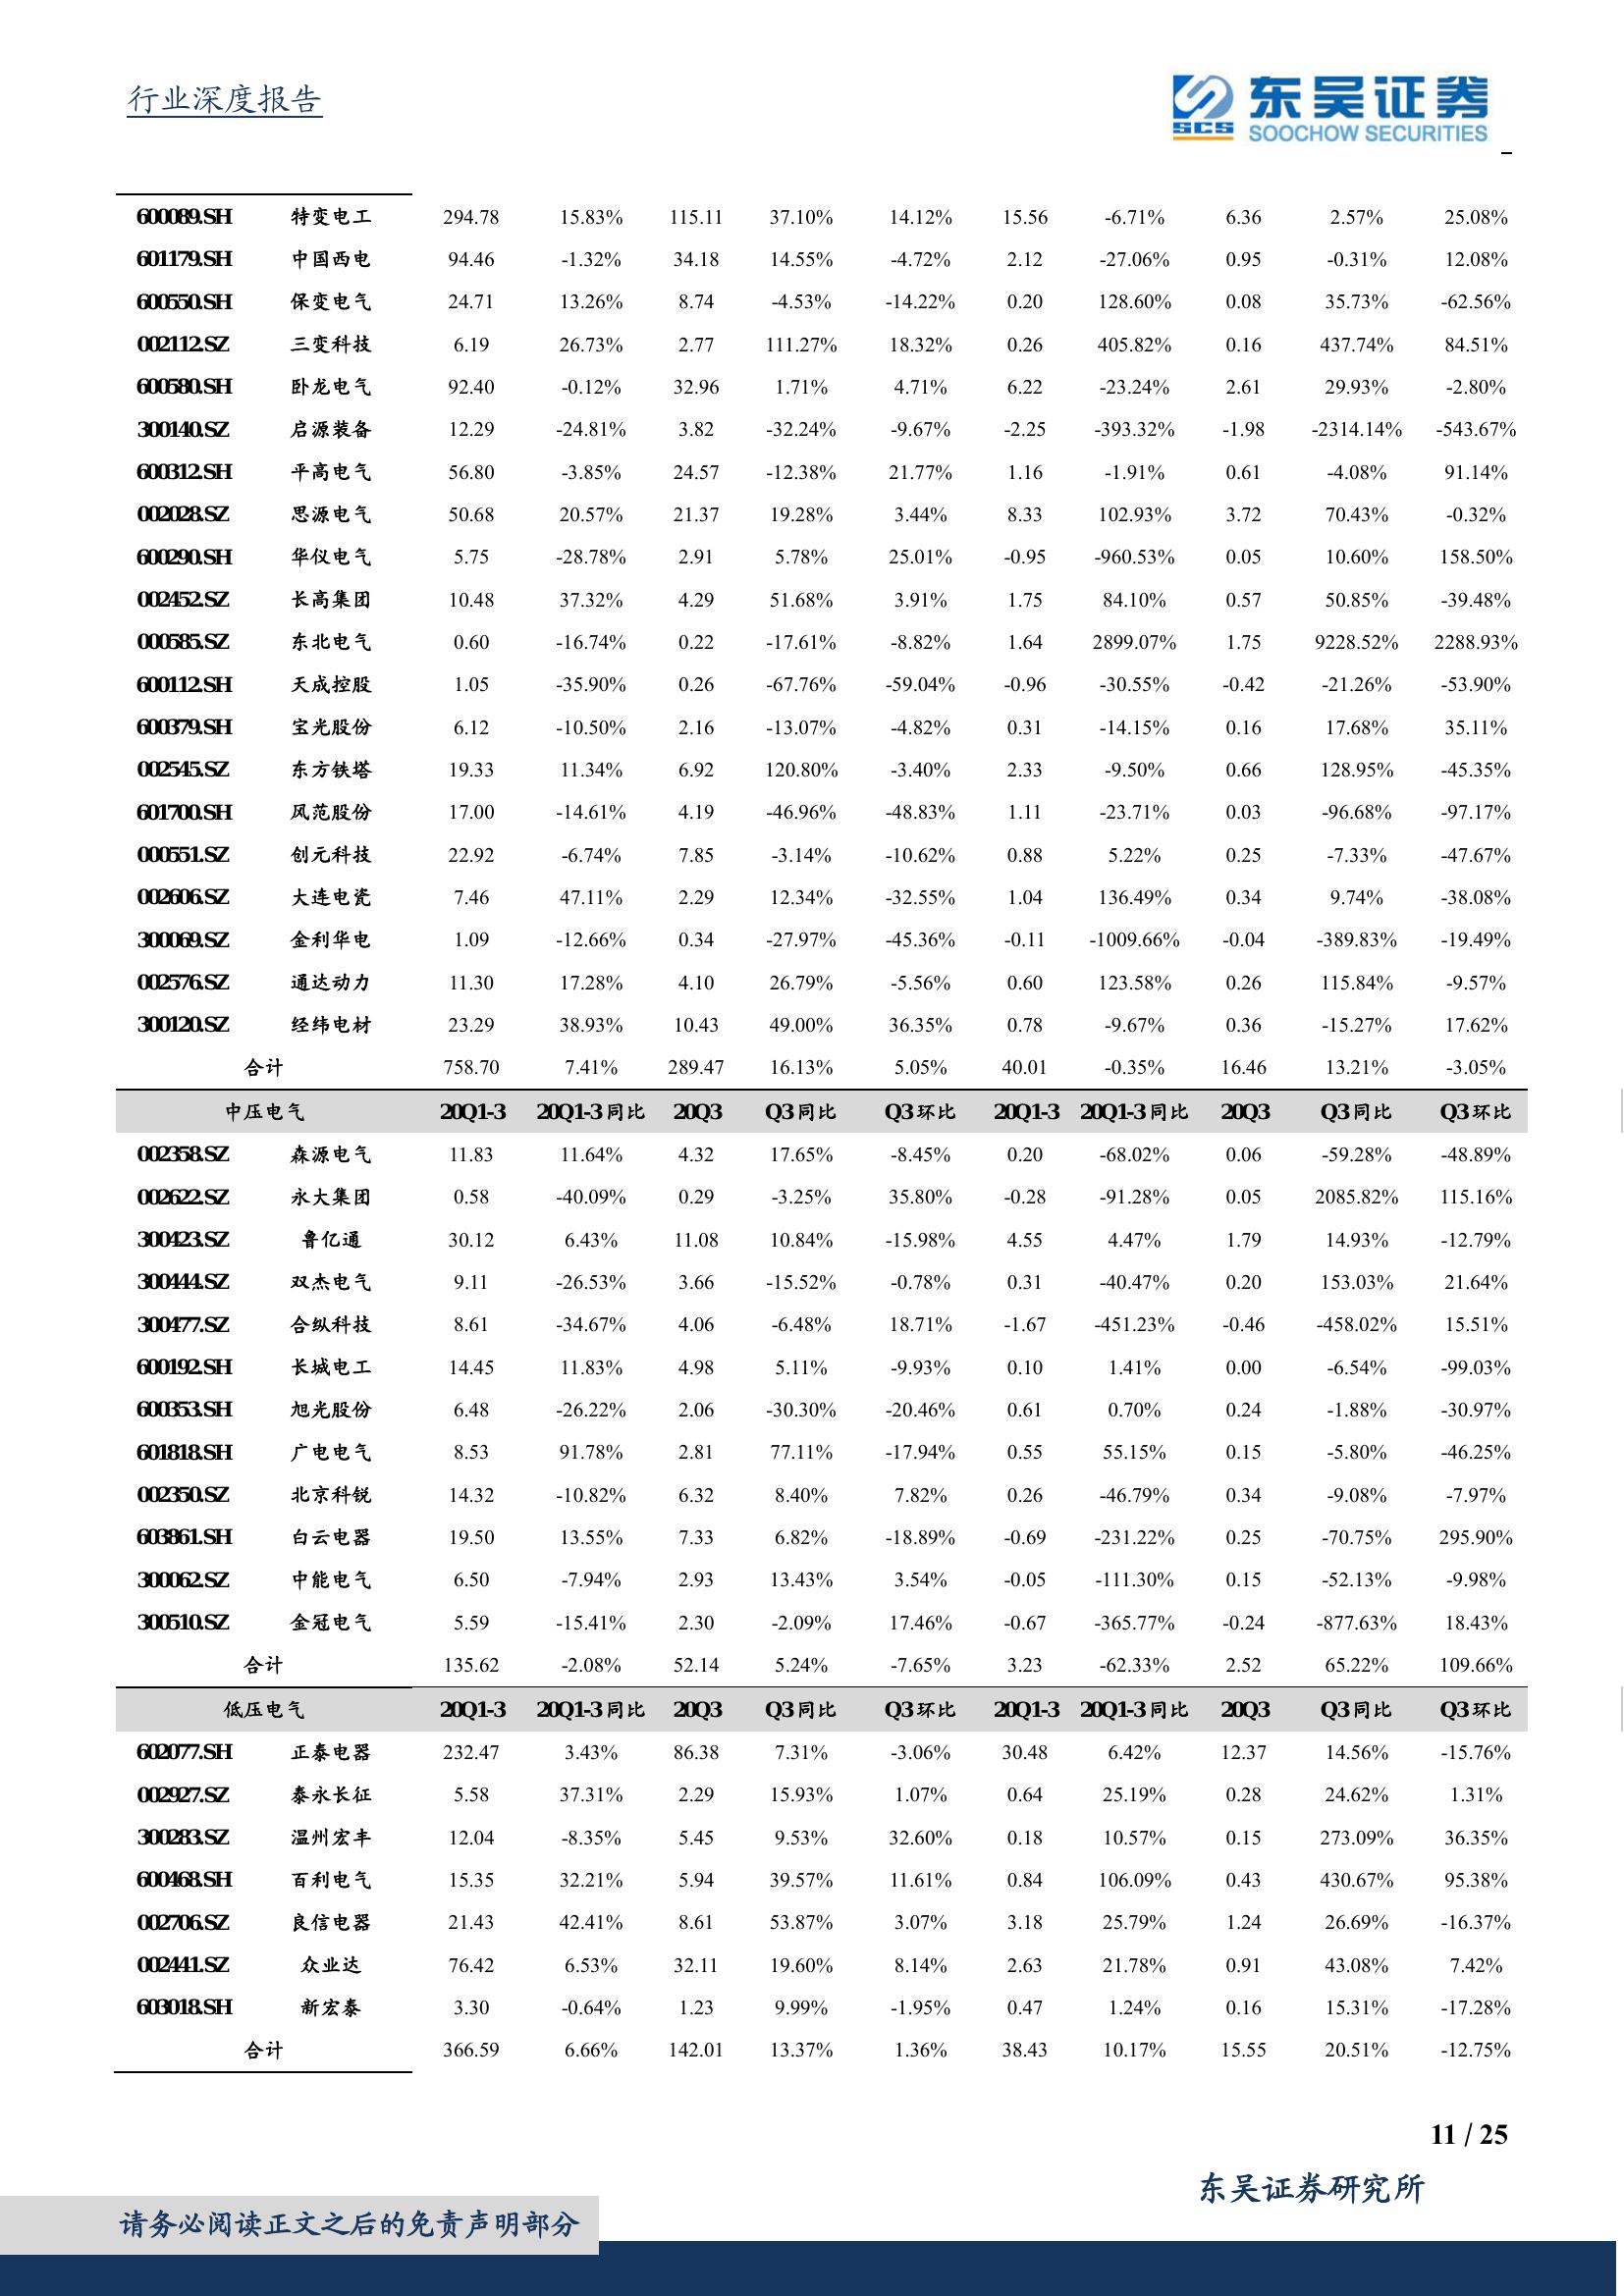 行业深度报告
SCS 东吴证券
SOOCHOW SECURITIES
600089.SH 特变电工 294.78 15.83% 115.11 37.10% 14.12% 15.56 -6.71% 6.36 2.57% 25.08%
601179.SH 中国西电 94.46 -1.32% 34.18 14.55% -4.72% 2.12 -27.06% 0.95 -0.31% 12.08%
600550.SH 保变电气 24.71 13.26% 8.74 -4.53% -14.22% 0.20 128.60% 0.08 35.73% -62.56%
002112.SZ 三变科技 6.19 26.73% 2.77 111.27% 18.32% 0.26 405.82% 0.16 437.74% 84.51%
600580.SH 卧龙电气 92.40 -0.12% 32.96 1.71% 4.71% 6.22 -23.24% 2.61 29.93% -2.80%
300140.SZ 启源装备 12.29 -24.81% 3.82 -32.24% -9.67% -2.25 -393.32% -1.98 -2314.14% -543.67%
600312.SH 平高电气 56.80 -3.85% 24.57 -12.38% 21.77% 1.16 -1.91% 0.61 -4.08% 91.14%
002028.SZ 思源电气 50.68 20.57% 21.37 19.28% 3.44% 8.33 102.93% 3.72 70.43% -0.32%
600290.SH 华仪电气 5.75 -28.78% 2.91 5.78% 25.01% -0.95 -960.53% 0.05 10.60% 158.50%
002452.SZ 长高集团 10.48 37.32% 4.29 51.68% 3.91% 1.75 84.10% 0.57 50.85% -39.48%
000585.SZ 东北电气 0.60 -16.74% 0.22 -17.61% -8.82% 1.64 2899.07% 1.75 9228.52% 2288.93%
600112.SH 天成控股 1.05 -35.90% 0.26 -67.76% -59.04% -0.96 -30.55% -0.42 -21.26% -53.90%
600379.SH 宝光股份 6.12 -10.50% 2.16 -13.07% -4.82% 0.31 -14.15% 0.16 17.68% 35.11%
002545.SZ 东方铁塔 19.33 11.34% 6.92 120.80% -3.40% 2.33 -9.50% 0.66 128.95% -45.35%
601700.SH 风范股份 17.00 -14.61% 4.19 -46.96% -48.83% 1.11 -23.71% 0.03 -96.68% -97.17%
000551.SZ 创元科技 22.92 -6.74% 7.85 -3.14% -10.62% 0.88 5.22% 0.25 -7.33% -47.67%
002606.SZ 大连电瓷 7.46 47.11% 2.29 12.34% -32.55% 1.04 136.49% 0.34 9.74% -38.08%
300069.SZ 金利华电 1.09 -12.66% 0.34 -27.97% -45.36% -0.11 -1009.66% -0.04 -389.83% -19.49%
002576.SZ 通达动力 11.30 17.28% 4.10 26.79% -5.56% 0.60 123.58% 0.26 115.84% -9.57%
300120.SZ 经纬电材 23.29 38.93% 10.43 49.00% 36.35% 0.78 -9.67% 0.36 -15.27% 17.62%
合计 758.70 7.41% 289.47 16.13% 5.05% 40.01 -0.35% 16.46 13.21% -3.05%
中压电气 20Q1-3 20Q1-3同比 20Q3 Q3同比 Q3环比 20Q1-3 20Q1-3同比 20Q3 Q3同比 Q3环比
002358.SZ 森源电气 11.83 11.64% 4.32 17.65% -8.45% 0.20 -68.02% 0.06 -59.28% -48.89%
002622.SZ 永大集团 0.58 -40.09% 0.29 -3.25% 35.80% -0.28 -91.28% 0.05 2085.82% 115.16%
300423.SZ 鲁亿通 30.12 6.43% 11.08 10.84% -15.98% 4.55 4.47% 1.79 14.93% -12.79%
300444.SZ 双杰电气 9.11 -26.53% 3.66 -15.52% -0.78% 0.31 -40.47% 0.20 153.03% 21.64%
300477.SZ 合纵科技 8.61 -34.67% 4.06 -6.48% 18.71% -1.67 -451.23% -0.46 -458.02% 15.51%
600192.SH 长城电工 14.45 11.83% 4.98 5.11% -9.93% 0.10 1.41% 0.00 -6.54% -99.03%
600353.SH 旭光股份 6.48 -26.22% 2.06 -30.30% -20.46% 0.61 0.70% 0.24 -1.88% -30.97%
601818.SH 广电电气 8.53 91.78% 2.81 77.11% -17.94% 0.55 55.15% 0.15 -5.80% -46.25%
002350.SZ 北京科锐 14.32 -10.82% 6.32 8.40% 7.82% 0.26 -46.79% 0.34 -9.08% -7.97%
603861.SH 白云电器 19.50 13.55% 7.33 6.82% -18.89% -0.69 -231.22% 0.25 -70.75% 295.90%
300062.SZ 中能电气 6.50 -7.94% 2.93 13.43% 3.54% -0.05 -111.30% 0.15 -52.13% -9.98%
300510.SZ 金冠电气 5.59 -15.41% 2.30 -2.09% 17.46% -0.67 -365.77% -0.24 -877.63% 18.43%
合计 135.62 -2.08% 52.14 5.24% -7.65% 3.23 -62.33% 2.52 65.22% 109.66%
低压电气 20Q1-3 20Q1-3同比 20Q3 Q3同比 Q3环比 20Q1-3 20Q1-3同比 20Q3 Q3同比 Q3环比
602077.SH 正泰电器 232.47 3.43% 86.38 7.31% -3.06% 30.48 6.42% 12.37 14.56% -15.76%
002927.SZ 泰永长征 5.58 37.31% 2.29 15.93% 1.07% 0.64 25.19% 0.28 24.62% 1.31%
300283.SZ 温州宏丰 12.04 -8.35% 5.45 9.53% 32.60% 0.18 10.57% 0.15 273.09% 36.35%
600468.SH 百利电气 15.35 32.21% 5.94 39.57% 11.61% 0.84 106.09% 0.43 430.67% 95.38%
002706.SZ 良信电器 21.43 42.41% 8.61 53.87% 3.07% 3.18 25.79% 1.24 26.69% -16.37%
002441.SZ 众业达 76.42 6.53% 32.11 19.60% 8.14% 2.63 21.78% 0.91 43.08% 7.42%
603018.SH 新宏泰 3.30 -0.64% 1.23 9.99% -1.95% 0.47 1.24% 0.16 15.31% -17.28%
合计 366.59 6.66% 142.01 13.37% 1.36% 38.43 10.17% 15.55 20.51% -12.75%
11 / 25
东吴证券研究所
请务必阅读正文之后的免责声明部分